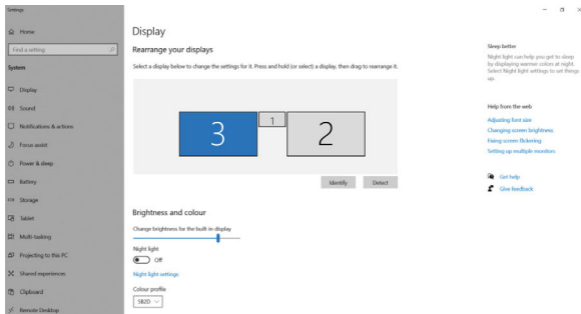 Settings
Home
Find a setting
System
Display
Sound
Notifications & actions
Focus assist
Power & sleep
Battery
Storage
Tablet
Multi-tasking
Projecting to this PC
Shared experiences
Clipboard
Remote Desktop
Display
Rearrange your displays
Select a display below to change the settings for it. Press and hold (or select) a display, then drag to rearrange it.
3
1
2
Identify
Detect
Brightness and colour
Change brightness for the built-in display
Night light
Off
Night light settings
Colour profile
SB2D
Sleep better
Night light can help you get to sleep
by displaying warmer colors at night.
Select Night light settings to set things
up.
Help from the web
Adjusting font size
Changing screen brightness
Fixing screen flickering
Setting up multiple monitors
Get help
Give feedback